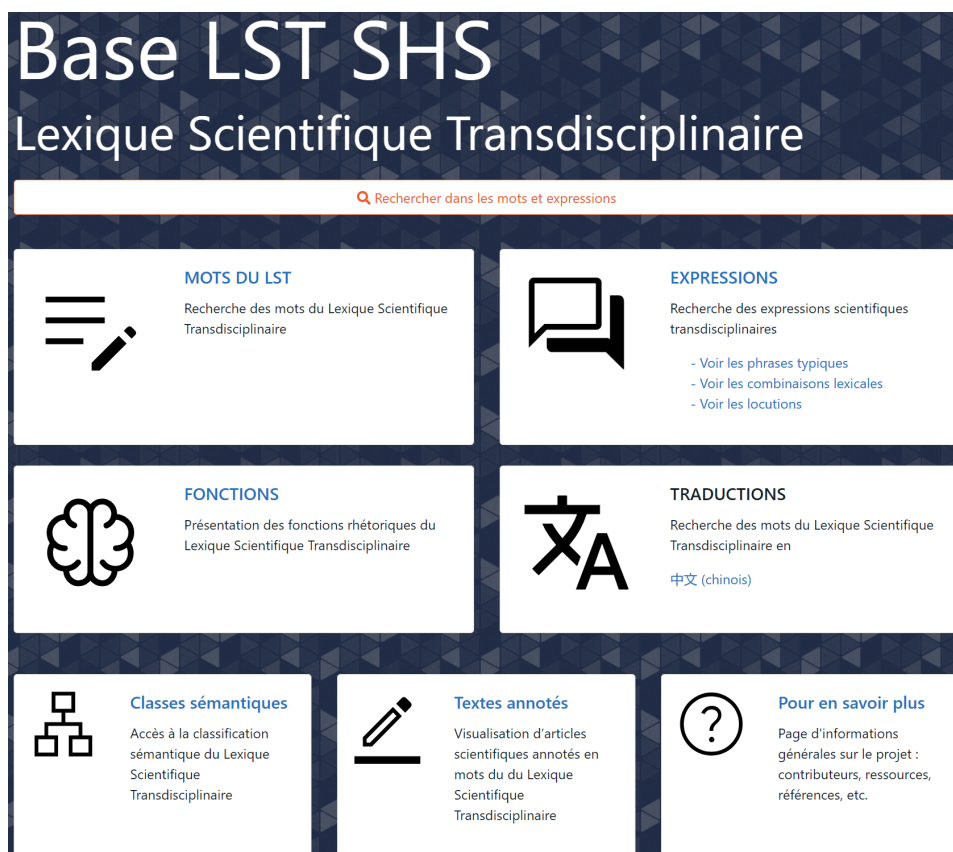 Base LST SHS
Lexique Scientifique Transdisciplinaire
Rechercher dans les mots et expressions
MOTS DU LST
Recherche des mots du Lexique Scientifique
Transdisciplinaire
EXPRESSIONS
Recherche des expressions scientifiques
transdisciplinaires
- Voir les phrases typiques
- Voir les combinaisons lexicales
- Voir les locutions
FONCTIONS
Présentation des fonctions rhétoriques du
Lexique Scientifique Transdisciplinaire
文A
TRADUCTIONS
Recherche des mots du Lexique Scientifique
Transdisciplinaire en
中文 (chinois)
Classes sémantiques
Accès à la classification
sémantique du Lexique
Scientifique
Transdisciplinaire
Textes annotés
Visualisation d'articles
scientifiques annotés en
mots du du Lexique
Scientifique
Transdisciplinaire
?
Pour en savoir plus
Page d'informations
générales sur le projet :
contributeurs, ressources,
références, etc.